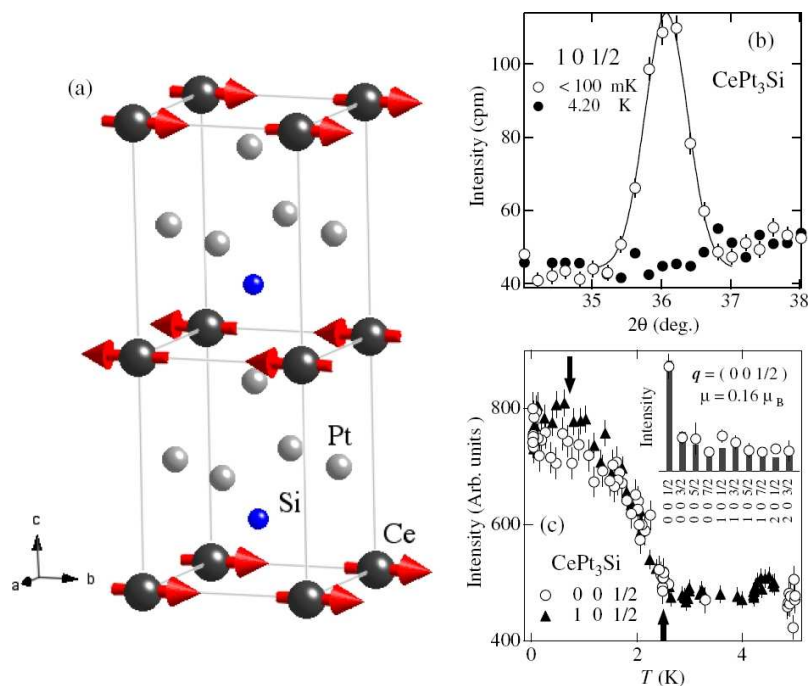 (a)
Pt
Si
Ce
c
a
b
(b)
1 0 1/2
CePt3Si
< 100 mK
4.20 K
Intensity (cpm)
100
80
60
40
35
36
37
38
2θ (deg.)
q = ( 0 0 1/2 )
μ = 0.16 μB
Intensity
0 0 1/2
0 0 3/2
0 0 5/2
0 0 7/2
1 0 1/2
1 0 3/2
1 0 5/2
1 0 7/2
2 0 1/2
2 0 3/2
800
600
400
Intensity ( Arb. units )
(c)
CePt3Si
0 0 1/2
1 0 1/2
0
2
4
T (K)